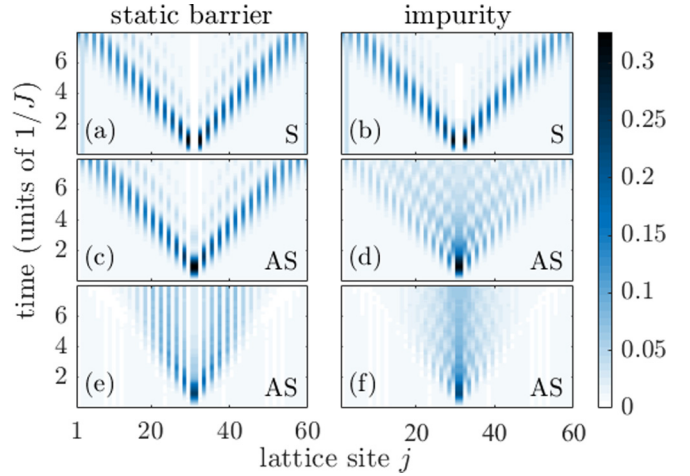 static barrier impurity
6
4
2
(a) S (b) S
0.3
0.25
0.2
0.15
0.1
0.05
0
time (units of 1/J)
6
4
2
(c) AS (d) AS
6
4
2
(e) AS (f) AS
1 20 40 60 20 40 60
lattice site j